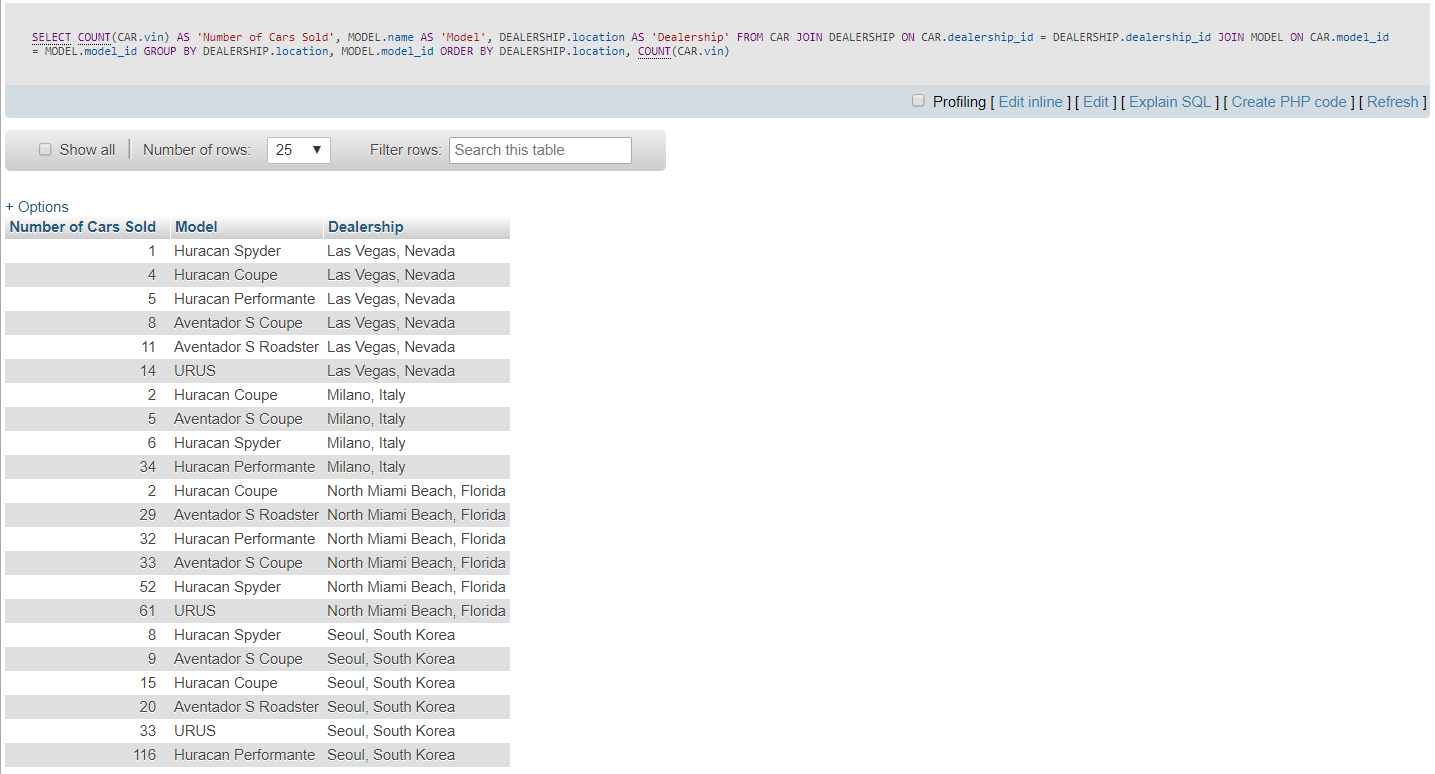 SELECT COUNT(CAR.vin) AS 'Number of Cars Sold', MODEL.name AS 'Model', DEALERSHIP.location AS 'Dealership' FROM CAR JOIN DEALERSHIP ON CAR.dealership_id = DEALERSHIP.dealership_id JOIN MODEL ON CAR.model_id
= MODEL.model_id GROUP BY DEALERSHIP.location, MODEL.model_id ORDER BY DEALERSHIP.location, COUNT(CAR.vin)
Profiling [ Edit inline ] [ Edit ] [ Explain SQL ] [ Create PHP code ] [ Refresh ]
Show all Number of rows: 25 Filter rows: Search this table
+ Options
Number of Cars Sold Model Dealership
1 Huracan Spyder Las Vegas, Nevada
4 Huracan Coupe Las Vegas, Nevada
5 Huracan Performante Las Vegas, Nevada
8 Aventador S Coupe Las Vegas, Nevada
11 Aventador S Roadster Las Vegas, Nevada
14 URUS Las Vegas, Nevada
2 Huracan Coupe Milano, Italy
5 Aventador S Coupe Milano, Italy
6 Huracan Spyder Milano, Italy
34 Huracan Performante Milano, Italy
2 Huracan Coupe North Miami Beach, Florida
29 Aventador S Roadster North Miami Beach, Florida
32 Huracan Performante North Miami Beach, Florida
33 Aventador S Coupe North Miami Beach, Florida
52 Huracan Spyder North Miami Beach, Florida
61 URUS North Miami Beach, Florida
8 Huracan Spyder Seoul, South Korea
9 Aventador S Coupe Seoul, South Korea
15 Huracan Coupe Seoul, South Korea
20 Aventador S Roadster Seoul, South Korea
33 URUS Seoul, South Korea
116 Huracan Performante Seoul, South Korea